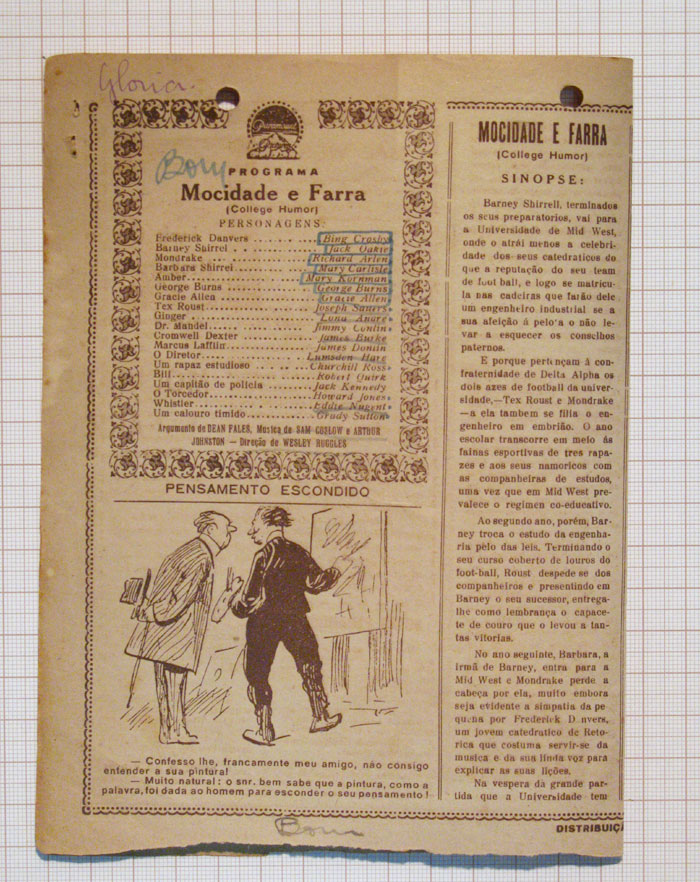 Gloria.
Bom
PROGRAMA
Mocidade e Farra
(College Humor)
PERSONAGENS:
Frederick Danvers . . . . . . . Bing Crosby
Barney Shirrel . . . . . . . Jack Oakie
Mondrake . . . . . . . . . Richard Arlen
Barbara Shirrel . . . . . . . Mary Carlisle
Amber . . . . . . . . . . Mary Kornman
George Burns . . . . . . . George Burns
Gracie Allen . . . . . . . Gracie Allen
Tex Roust . . . . . . . . . Joseph Saurrs
Ginger . . . . . . . . . . Lona Andre
Dr. Mandel . . . . . . . . . Jimmy Conlin
Cromwell Dexter . . . . . . James Burke
Marcus Lafflir . . . . . . . James Donlin
O Diretor . . . . . . . . . Lumsden Hare
Um rapaz estudioso . . . . . Churchill Ross
Bill . . . . . . . . . . . Robert Quirk
Um capitão de policia . . . . Jack Kennedy
O Torcedor . . . . . . . . Howard Jones
Whistler . . . . . . . . . Eddie Nugent
Um calouro timido . . . . . . Grady Sutton
Argumento de DEAN FALES, Musica de SAM COZLOW e ARTHUR
JOHNSTON — Direção de WESLEY RUGGLES
PENSAMENTO ESCONDIDO
— Confesso lhe, francamente meu amigo, não consigo
entender a sua pintura!
— Muito natural: o snr. bem sabe que a pintura, como a
palavra, foi dada ao homem para esconder o seu pensamento!
Bom
MOCIDADE E FARRA
(College Humor)
SINOPSE:
Barney Shirrell, terminados
os seus preparatorios, vai para
a Universidade de Mid West,
onde o atrái menos a celebri-
dade dos seus catedraticos do
que a reputação do seu team
de foot ball, e logo se matricu-
la nas cadeiras que farão dele
um engenheiro industrial se a
sua afeição á pelota o não le-
var a esquecer os conselhos
paternos.
E porque pertençam á con-
fraternidade de Delta Alpha os
dois azes de football da univer-
sidade,—Tex Roust e Mondrake
—a ela tambem se filia o en-
genheiro em embrião. O ano
escolar transcorre em meio ás
fainas esportivas de tres rapa-
zes e aos seus namoricos com
as companheiras de estudos,
uma vez que em Mid West pre-
valece o regimen co-educativo.
Ao segundo ano, porém, Bar-
ney troca o estudo da engenha-
ria pelo das leis. Terminando o
seu curso coberto de louros do
foot-ball, Roust despede-se dos
companheiros e presentindo em
Barney o seu sucessor, entrega-
lhe como lembrança o capace-
te de couro que o levou a tan-
tas vitorias.
No ano seguinte, Barbara, a
irmã de Barney, entra para a
Mid West e Mondrake perde a
cabeça por ela, muito embora
seja evidente a simpatia da pe-
quena por Frederick D nvers,
um jovem catedratico de Reto-
rica que costuma servir-se da
musica e da sua linda voz para
explicar as suas lições.
Na vespera da grande par-
tida que a Universidade tem
DISTRIBUIÇÃ